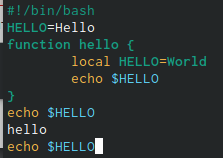 #!/bin/bash
HELLO=Hello
function hello {
        local HELLO=World
        echo $HELLO
}
echo $HELLO
hello
echo $HELLO